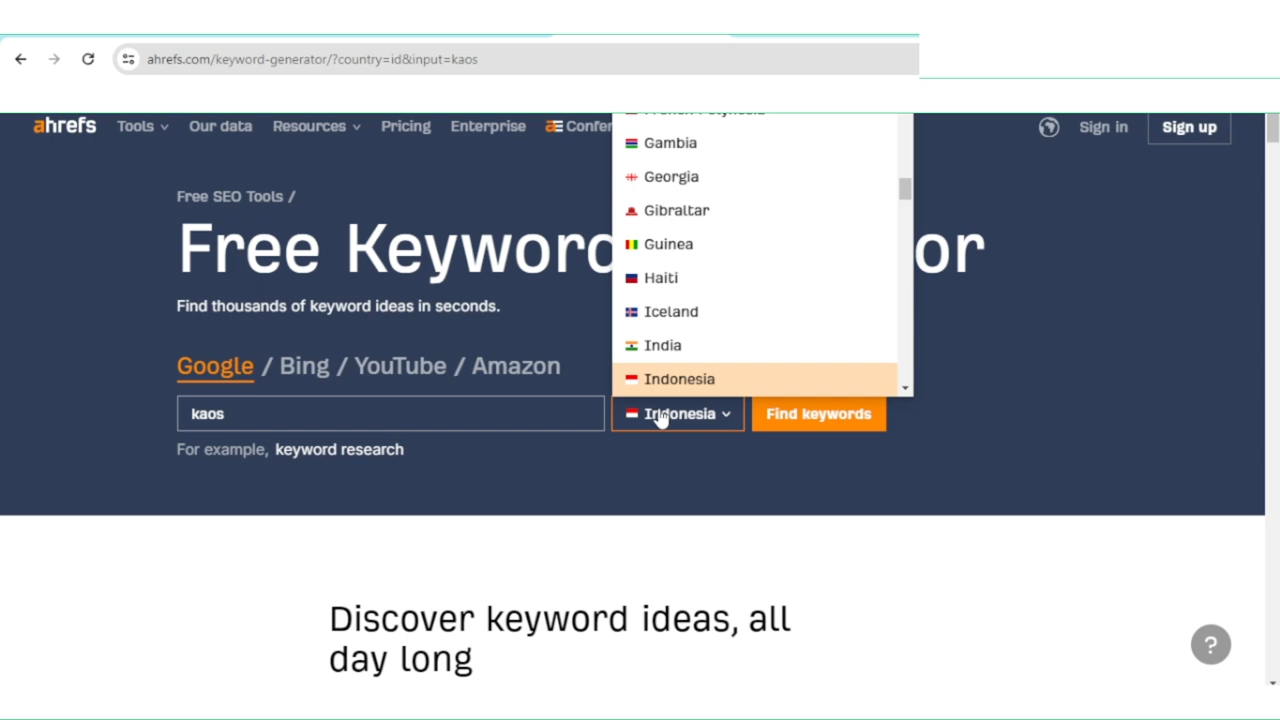 ahrefs.com/keyword-generator/?country=id&input=kaos
ahrefs Tools Our data Resources Pricing Enterprise Sign in Sign up
Free SEO Tools /
Free
Find thousands of keyword ideas in seconds.
Google / Bing / YouTube / Amazon
Gambia
Georgia
Gibraltar
Guinea
Haiti
Iceland
India
Indonesia
kaos Indonesia Find keywords
For example, keyword research
Discover keyword ideas, all
day long
?